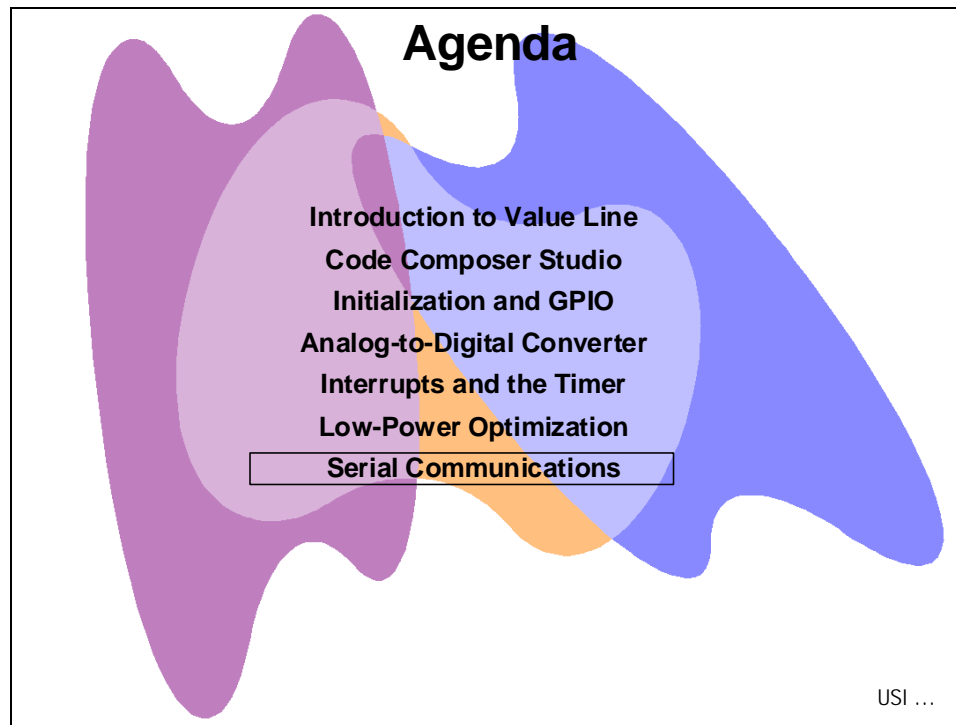 Agenda
Introduction to Value Line
Code Composer Studio
Initialization and GPIO
Analog-to-Digital Converter
Interrupts and the Timer
Low-Power Optimization
Serial Communications
USI …